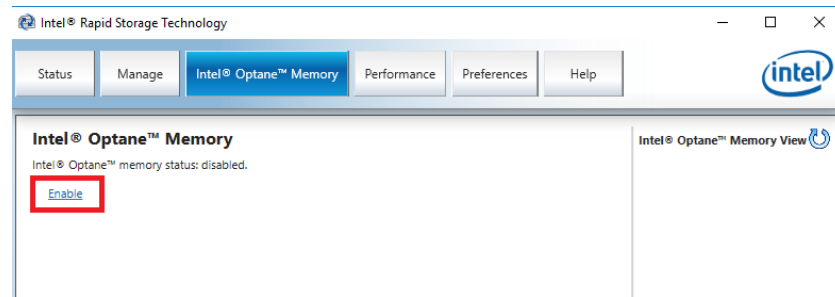 Intel® Rapid Storage Technology
Status
Manage
Intel® Optane™ Memory
Performance
Preferences
Help
intel
Intel® Optane™ Memory
Intel® Optane™ memory status: disabled.
Enable
Intel® Optane™ Memory View